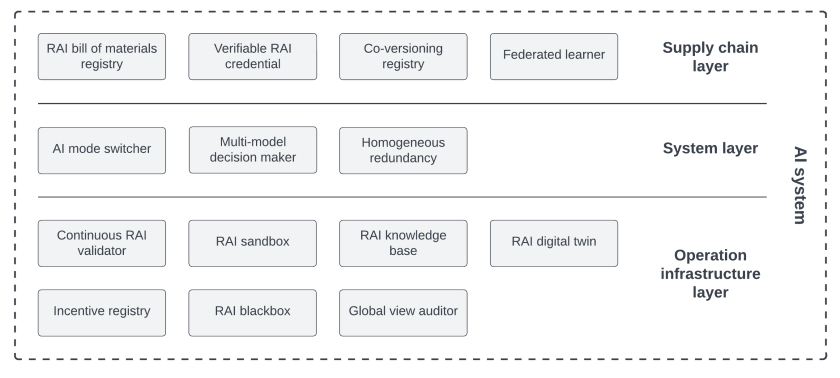 RAI bill of materials
registry
Verifiable RAI
credential
Co-versioning
registry
Federated learner
Supply chain
layer
AI mode switcher
Multi-model
decision maker
Homogeneous
redundancy
System layer
Continuous RAI
validator
RAI sandbox
RAI knowledge
base
RAI digital twin
Incentive registry
RAI blackbox
Global view auditor
Operation
infrastructure
layer
AI system